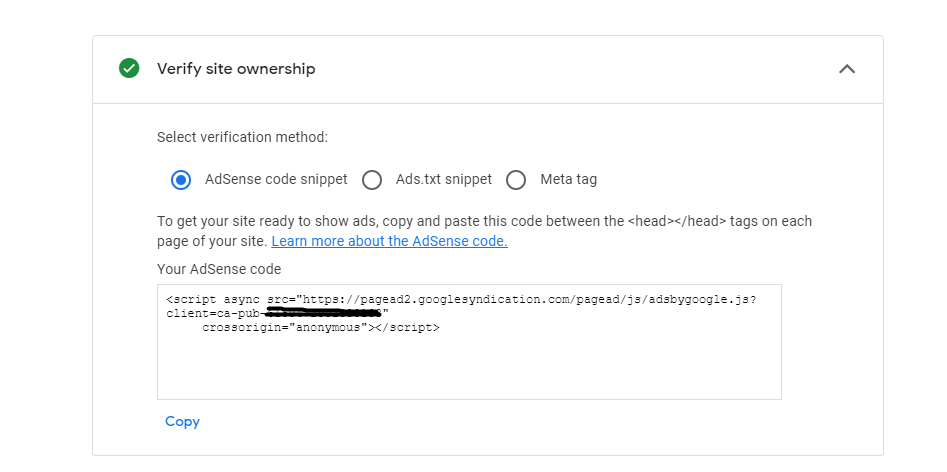 Verify site ownership
Select verification method:
AdSense code snippet Ads.txt snippet Meta tag
To get your site ready to show ads, copy and paste this code between the <head></head> tags on each
page of your site. Learn more about the AdSense code.
Your AdSense code
<script async src="https://pagead2.googlesyndication.com/pagead/js/adsbygoogle.js?
client=ca-pub-"
crossorigin="anonymous"></script>
Copy